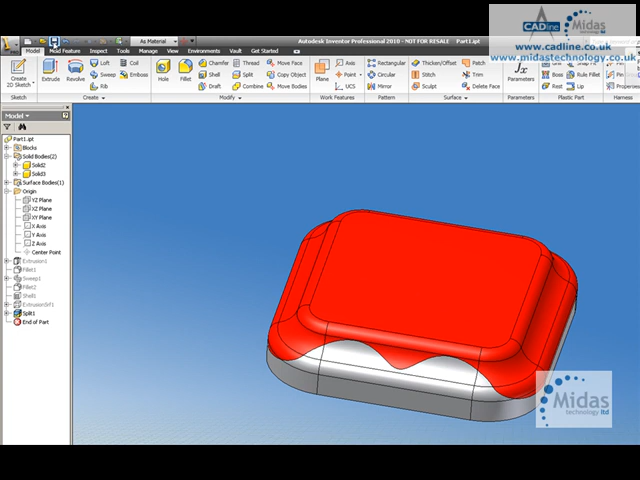 CADline
Midas
technology ltd
www.cadline.co.uk
www.midastechnology.co.uk
As Material
Autodesk Inventor Professional 2010 - NOT FOR RESALE Part1.ipt
Model Mold Feature Inspect Tools Manage View Environments Vault Get Started
Create
2D Sketch
Extrude
Revolve
Loft
Sweep
Rib
Coil
Emboss
Hole
Fillet
Chamfer
Shell
Draft
Thread
Split
Combine
Move Face
Copy Object
Move Bodies
Plane
Axis
Point
UCS
Rectangular
Circular
Mirror
Thicken/Offset
Stitch
Sculpt
Patch
Trim
Delete Face
fx
Parameters
Boss
Rest
Rule Fillet
Lip
Sketch
Create
Modify
Work Features
Pattern
Surface
Parameters
Plastic Part
Harness
Model
Part1.ipt
Blocks
Solid Bodies(2)
Solid2
Solid3
Surface Bodies(1)
Origin
YZ Plane
XZ Plane
XY Plane
X Axis
Y Axis
Z Axis
Center Point
Extrusion1
Fillet1
Sweep1
Fillet2
Shell1
ExtrusionSrf1
Split1
End of Part
Midas
technology ltd